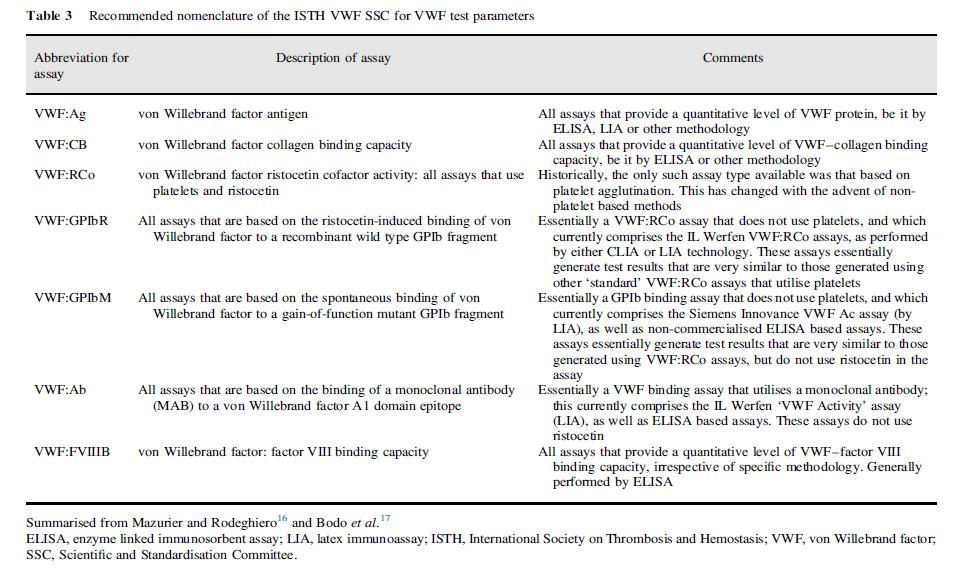 Table 3 Recommended nomenclature of the ISTH VWF SSC for VWF test parameters
Abbreviation for
assay
Description of assay
Comments
VWF:Ag
von Willebrand factor antigen
All assays that provide a quantitative level of VWF protein, be it by
ELISA, LIA or other methodology
VWF:CB
von Willebrand factor collagen binding capacity
All assays that provide a quantitative level of VWF–collagen binding
capacity, be it by ELISA or other methodology
VWF:RCo
von Willebrand factor ristocetin cofactor activity: all assays that use
platelets and ristocetin
Historically, the only such assay type available was that based on
platelet agglutination. This has changed with the advent of non-
platelet based methods
VWF:GPIbR
All assays that are based on the ristocetin-induced binding of von
Willebrand factor to a recombinant wild type GPIb fragment
Essentially a VWF:RCo assay that does not use platelets, and which
currently comprises the IL Werfen VWF:RCo assays, as performed
by either CLIA or LIA technology. These assays essentially
generate test results that are very similar to those generated using
other ‘standard’ VWF:RCo assays that utilise platelets
VWF:GPIbM
All assays that are based on the spontaneous binding of von
Willebrand factor to a gain-of-function mutant GPIb fragment
Essentially a GPIb binding assay that does not use platelets, and which
currently comprises the Siemens Innovance VWF Ac assay (by
LIA), as well as non-commercialised ELISA based assays. These
assays essentially generate test results that are very similar to those
generated using VWF:RCo assays, but do not use ristocetin in the
assay
VWF:Ab
All assays that are based on the binding of a monoclonal antibody
(MAB) to a von Willebrand factor A1 domain epitope
Essentially a VWF binding assay that utilises a monoclonal antibody;
this currently comprises the IL Werfen ‘VWF Activity’ assay
(LIA), as well as ELISA based assays. These assays do not use
ristocetin
VWF:FVIIIB
von Willebrand factor: factor VIII binding capacity
All assays that provide a quantitative level of VWF–factor VIII
binding capacity, irrespective of specific methodology. Generally
performed by ELISA
Summarised from Mazurier and Rodeghiero16 and Bodo et al.17
ELISA, enzyme linked immunosorbent assay; LIA, latex immunoassay; ISTH, International Society on Thrombosis and Hemostasis; VWF, von Willebrand factor;
SSC, Scientific and Standardisation Committee.